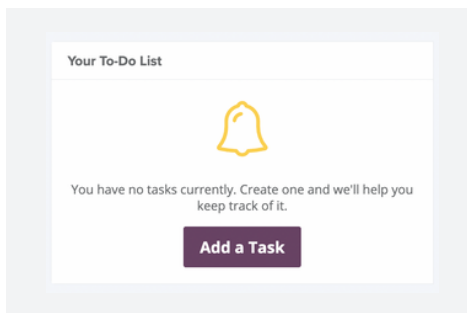 Your To-Do List
You have no tasks currently. Create one and we'll help you
keep track of it.
Add a Task